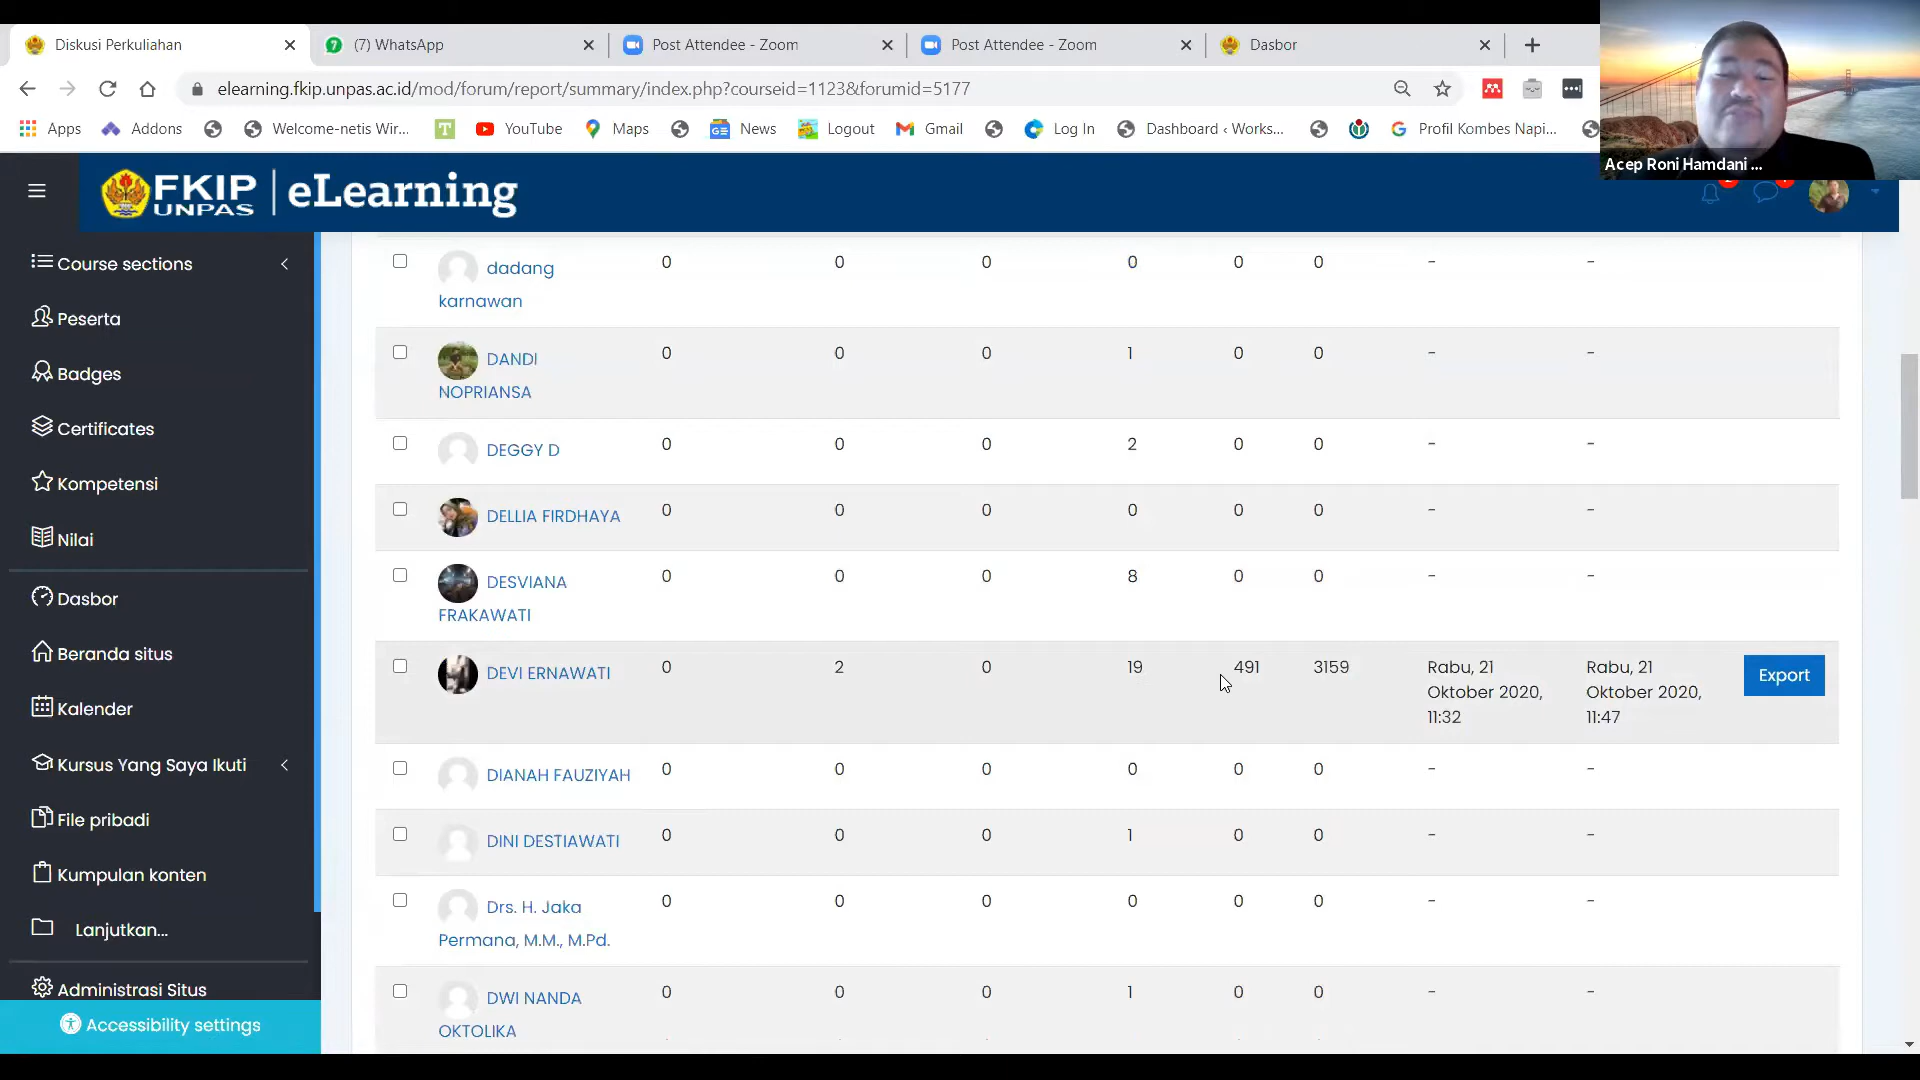 Diskusi Perkuliahan
7
(7) WhatsApp
Post Attendee - Zoom
Post Attendee - Zoom
Dasbor
elearning.fkip.unpas.ac.id/mod/forum/report/summary/index.php?courseid=1123&forumid=5177
Apps
Addons
Welcome-netis Wir...
T
YouTube
Maps
News
Logout
Gmail
Log In
Dashboard ‹ Works...
Profil Kombes Napi...
Acep Roni Hamdani ...
FKIP
UNPAS
eLearning
Course sections
Peserta
Badges
Certificates
Kompetensi
Nilai
Dasbor
Beranda situs
Kalender
Kursus Yang Saya Ikuti
File pribadi
Kumpulan konten
Lanjutkan...
Administrasi Situs
Accessibility settings
dadang 0 0 0 0 0 0 - -
karnawan
DANDI 0 0 0 1 0 0 - -
NOPRIANSA
DEGGY D 0 0 0 2 0 0 - -
DELLIA FIRDHAYA 0 0 0 0 0 0 - -
DESVIANA 0 0 0 8 0 0 - -
FRAKAWATI
DEVI ERNAWATI 0 2 0 19 491 3159 Rabu, 21 Rabu, 21 Export
Oktober 2020, Oktober 2020,
11:32 11:47
DIANAH FAUZIYAH 0 0 0 0 0 0 - -
DINI DESTIAWATI 0 0 0 1 0 0 - -
Drs. H. Jaka 0 0 0 0 0 0 - -
Permana, M.M., M.Pd.
DWI NANDA 0 0 0 1 0 0 - -
OKTOLIKA